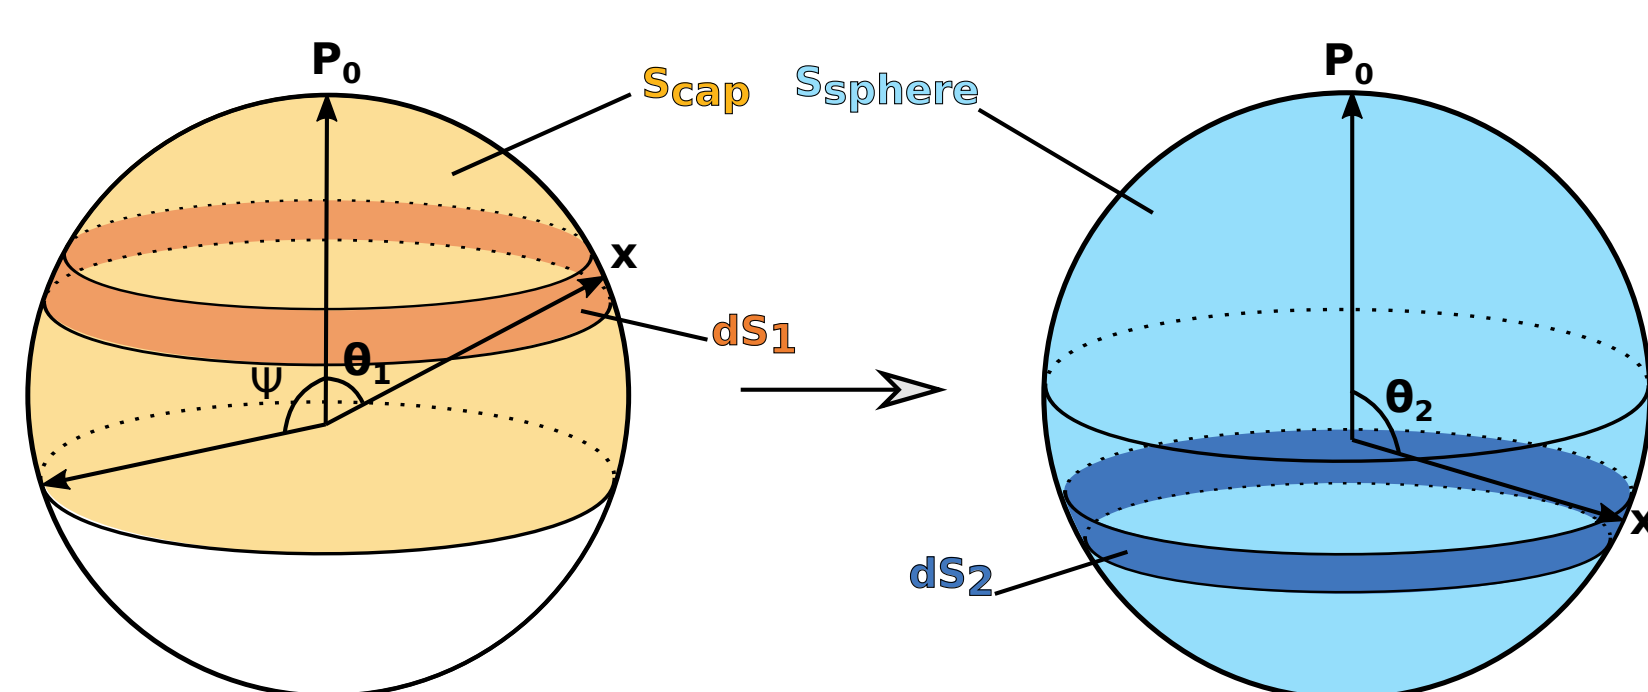 P0
Scap
Ssphere
P0
x
dS1
ψ
θ1
θ2
x
dS2